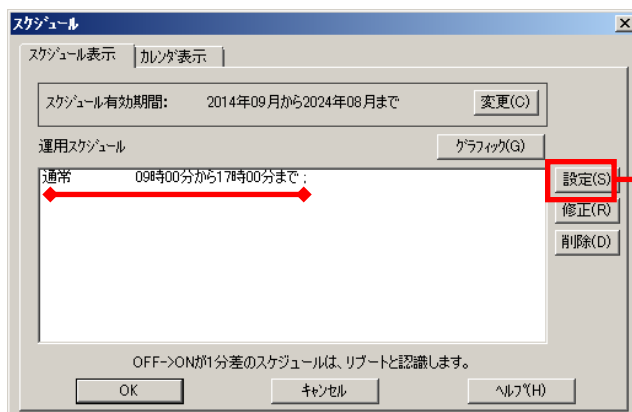 スケジュール
スケジュール表示 カレンダ表示
スケジュール有効期間: 2014年09月から2024年08月まで 変更(C)
運用スケジュール グラフィック(G)
通常 09時00分から17時00分まで;
設定(S)
修正(R)
削除(D)
OFF->ONが1分差のスケジュールは、リブートと認識します。
OK キャンセル ヘルプ(H)